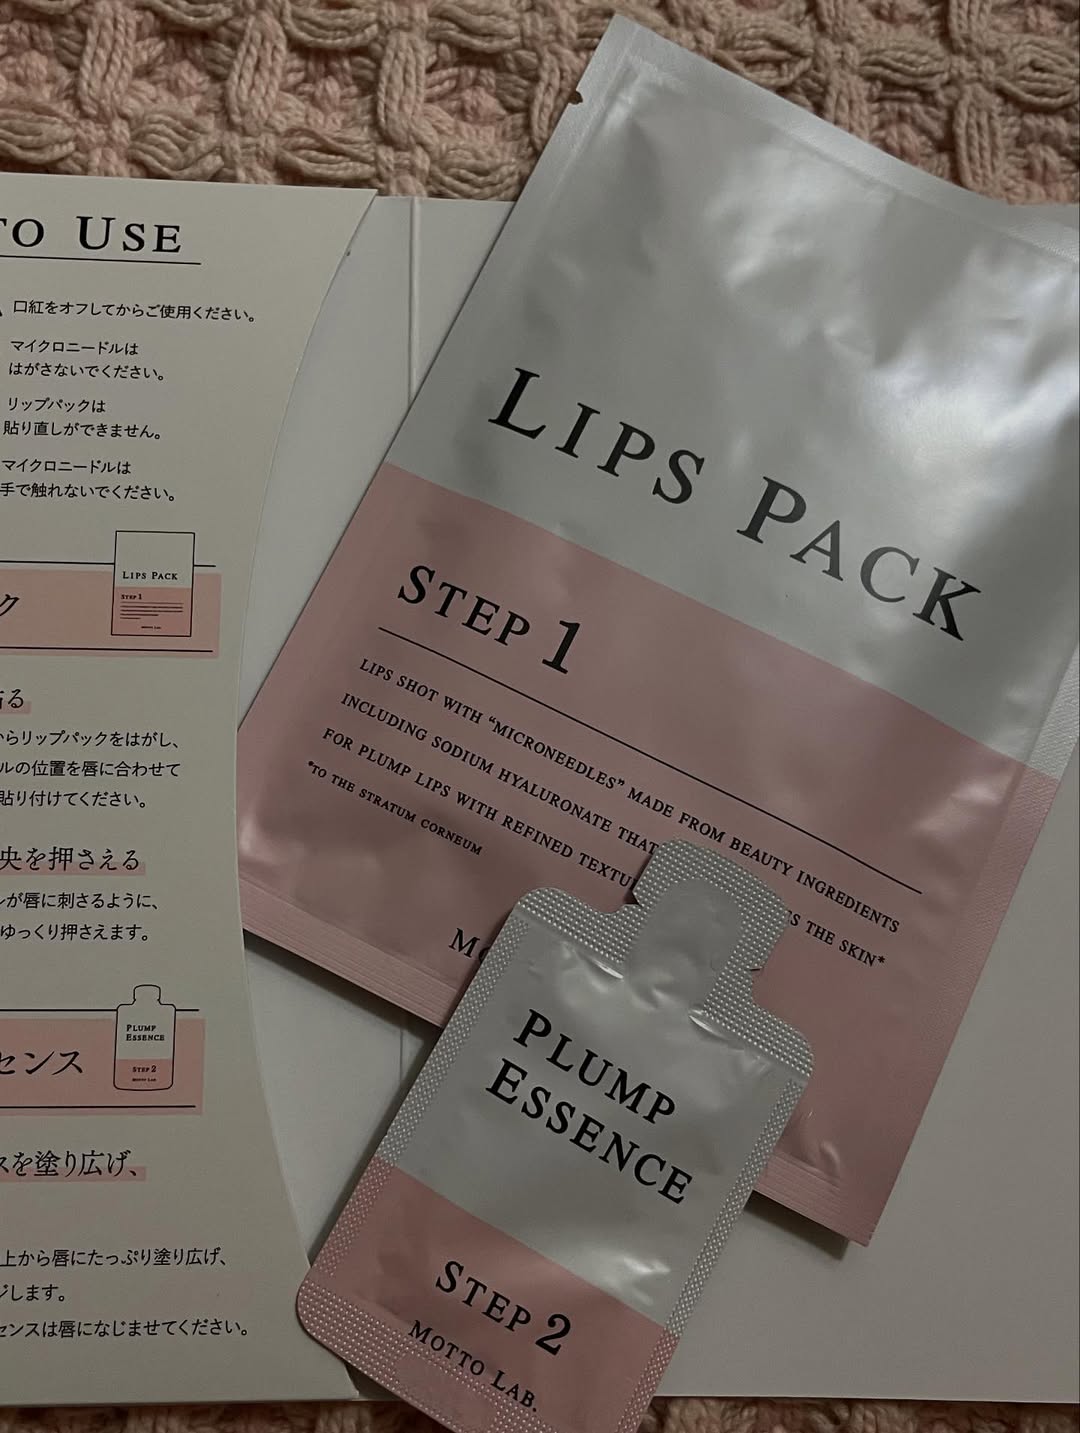 TO USE
口紅をオフしてからご使用ください。
マイクロニードルは
はがさないでください。
リップパックは
貼り直しができません。
マイクロニードルは
手で触れないでください。
LIPS PACK
STEP 1
MOTTO LAB.
ク
る
からリップパックをはがし、
ルの位置を唇に合わせて
貼り付けてください。
央を押さえる
が唇に刺さるように、
ゆっくり押さえます。
PLUMP
ESSENCE
STEP 2
MOTTO LAB.
センス
スを塗り広げ、
上から唇にたっぷり塗り広げ、
ジします。
センスは唇になじませてください。
LIPS PACK
STEP 1
LIPS SHOT WITH “MICRONEEDLES” MADE FROM BEAUTY INGREDIENTS
INCLUDING SODIUM HYALURONATE THAT THE SKIN*
FOR PLUMP LIPS WITH REFINED
*TO THE STRATUM CORNEUM
PLUMP
ESSENCE
STEP 2
MOTTO LAB.